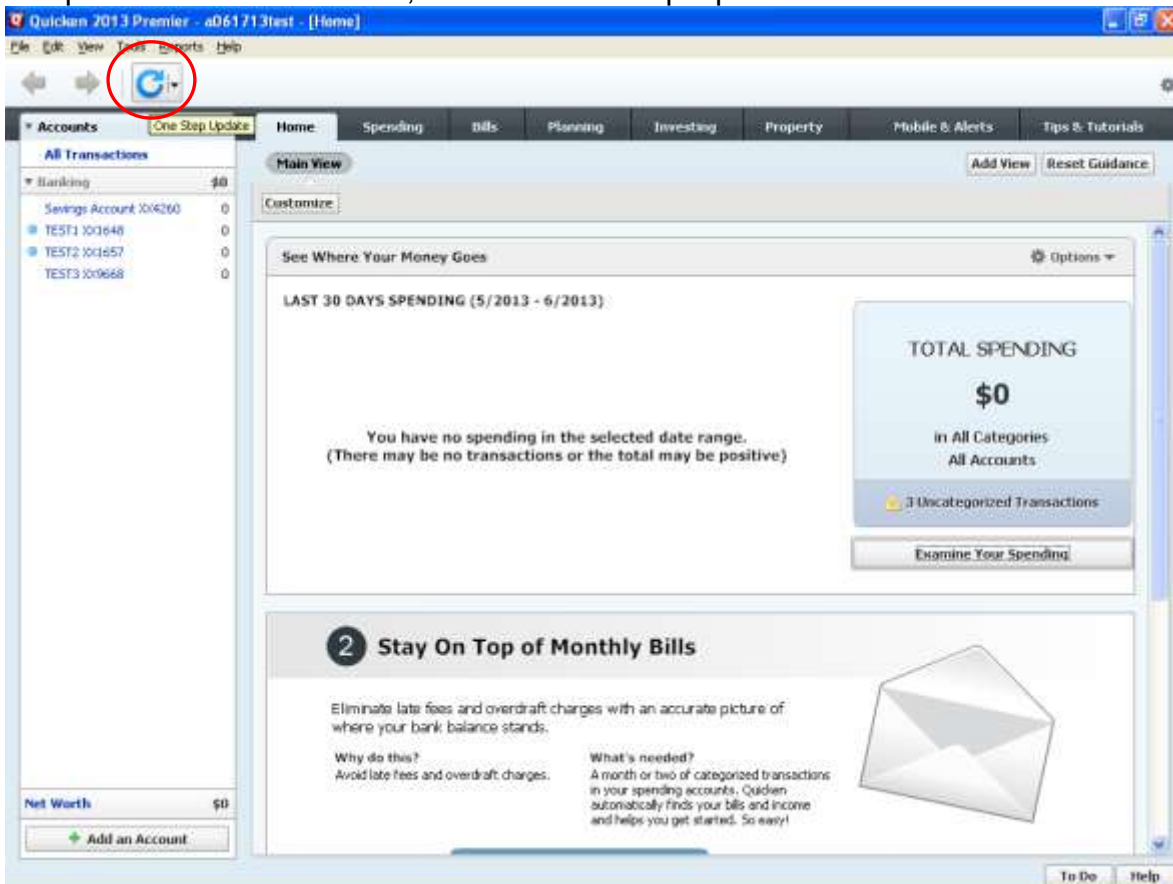 Quicken 2013 Premier - a061713test - [Home]
File Edit View Tools Reports Help
One Step Update
Accounts
Home Spending Bills Planning Investing Property Mobile & Alerts Tips & Tutorials
All Transactions
Main View
Add View Reset Guidance
Banking $0
Customize
Savings Account XX4260 0
TEST1 XX1648 0
TEST2 XX1657 0
TEST3 XX9668 0
See Where Your Money Goes
Options
LAST 30 DAYS SPENDING (5/2013 - 6/2013)
TOTAL SPENDING
$0
in All Categories
All Accounts
You have no spending in the selected date range.
(There may be no transactions or the total may be positive)
3 Uncategorized Transactions
Examine Your Spending
2 Stay On Top of Monthly Bills
Eliminate late fees and overdraft charges with an accurate picture of
where your bank balance stands.
Why do this?
Avoid late fees and overdraft charges.
What's needed?
A month or two of categorized transactions
in your spending accounts. Quicken
automatically finds your bills and income
and helps you get started. So easy!
Net Worth $0
Add an Account
To Do Help